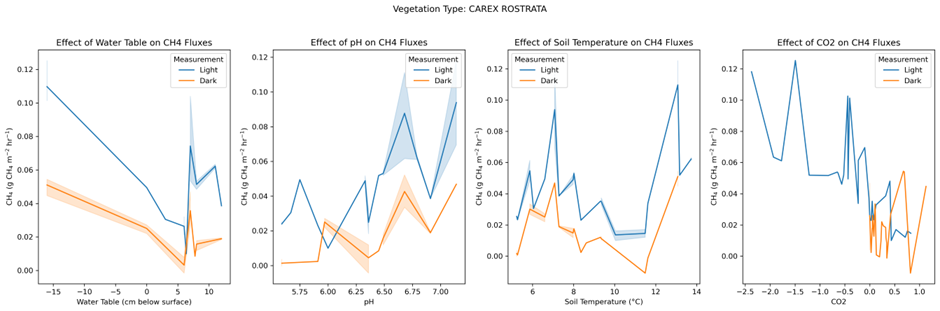 Vegetation Type: CAREX ROSTRATA
Effect of Water Table on CH4 Fluxes
Measurement
Light
Dark
CH₄ (g CH₄ m⁻² hr⁻¹)
0.12
0.10
0.08
0.06
0.04
0.02
0.00
−15
−10
−5
0
5
10
Water Table (cm below surface)
Effect of pH on CH4 Fluxes
Measurement
Light
Dark
CH₄ (g CH₄ m⁻² hr⁻¹)
0.10
0.08
0.06
0.04
0.02
0.00
5.75
6.00
6.25
6.50
6.75
7.00
pH
Effect of Soil Temperature on CH4 Fluxes
Measurement
Light
Dark
CH₄ (g CH₄ m⁻² hr⁻¹)
0.12
0.10
0.08
0.06
0.04
0.02
0.00
6
8
10
12
14
Soil Temperature (°C)
Effect of CO2 on CH4 Fluxes
Measurement
Light
Dark
CH₄ (g CH₄ m⁻² hr⁻¹)
0.12
0.10
0.08
0.06
0.04
0.02
0.00
−2.5
−2.0
−1.5
−1.0
−0.5
0.0
0.5
1.0
CO2